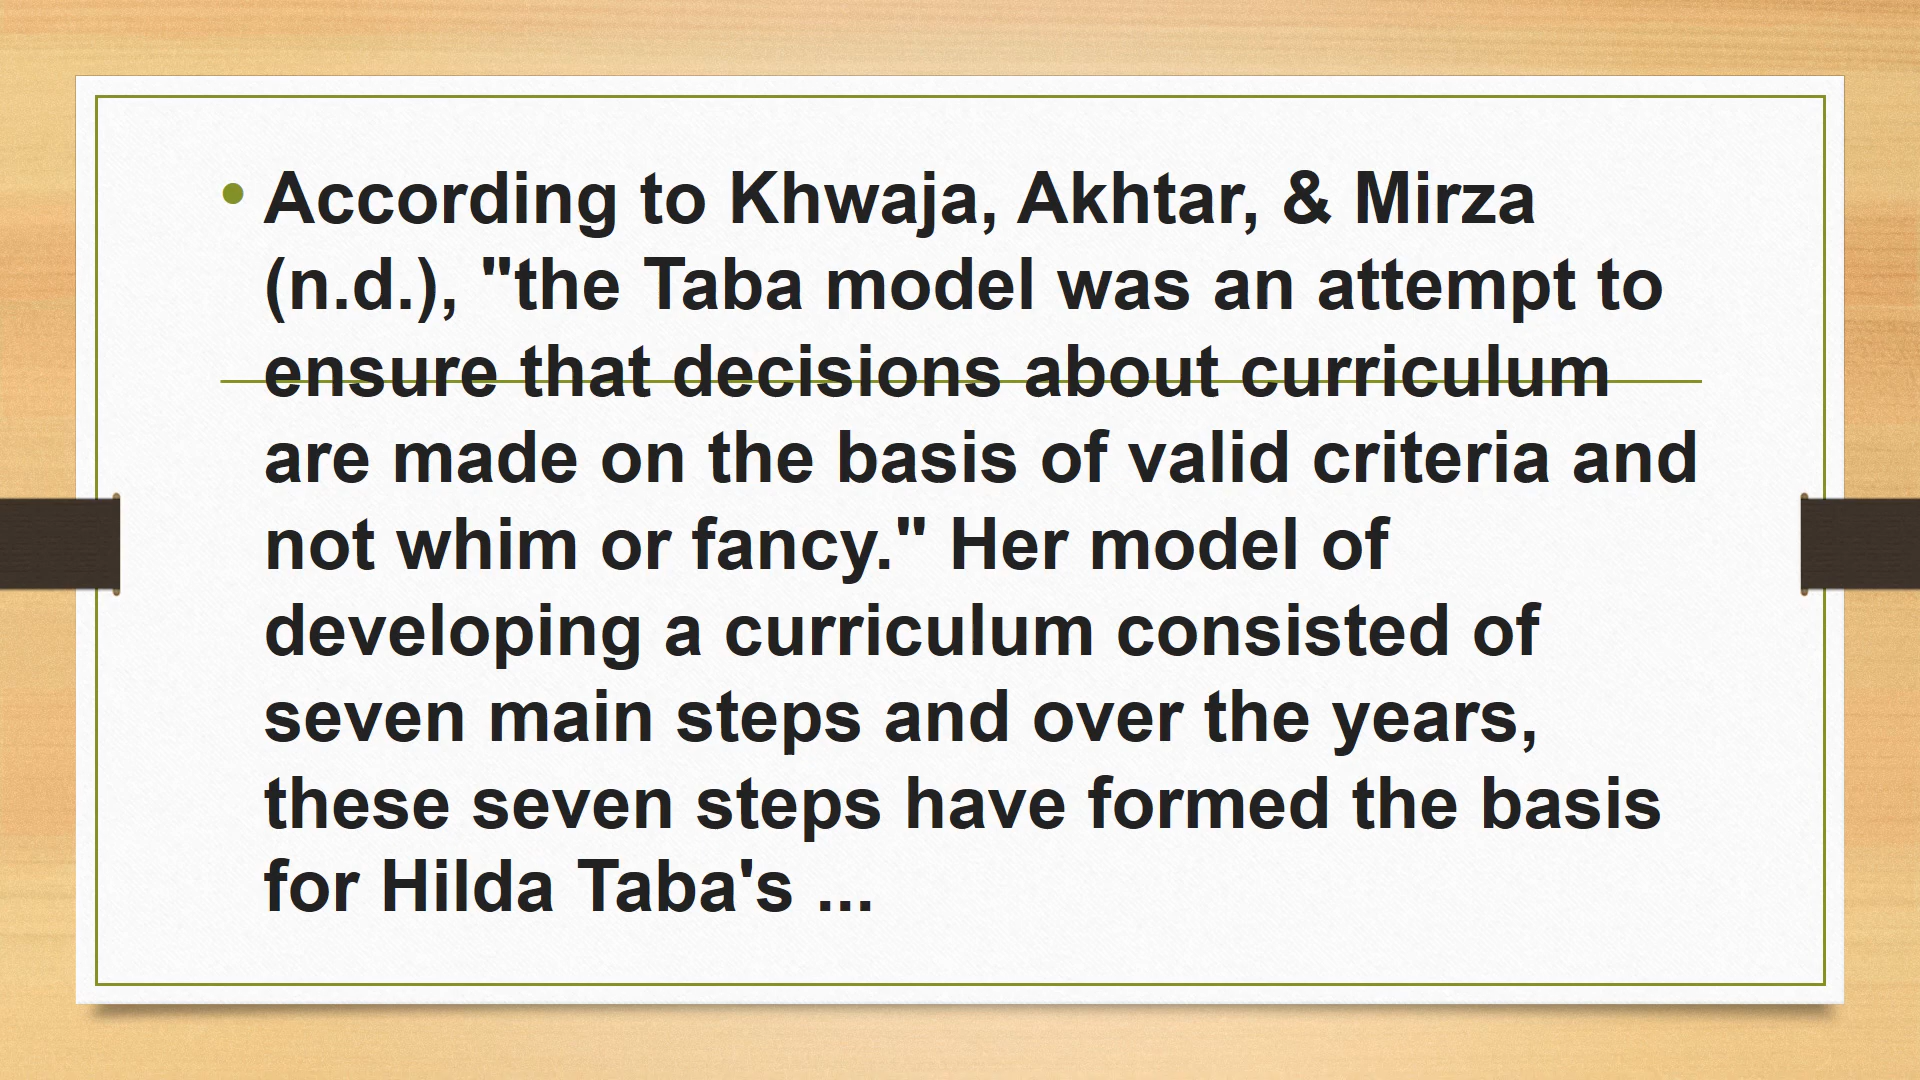 • According to Khwaja, Akhtar, & Mirza
(n.d.), "the Taba model was an attempt to
ensure that decisions about curriculum
are made on the basis of valid criteria and
not whim or fancy." Her model of
developing a curriculum consisted of
seven main steps and over the years,
these seven steps have formed the basis
for Hilda Taba's ...